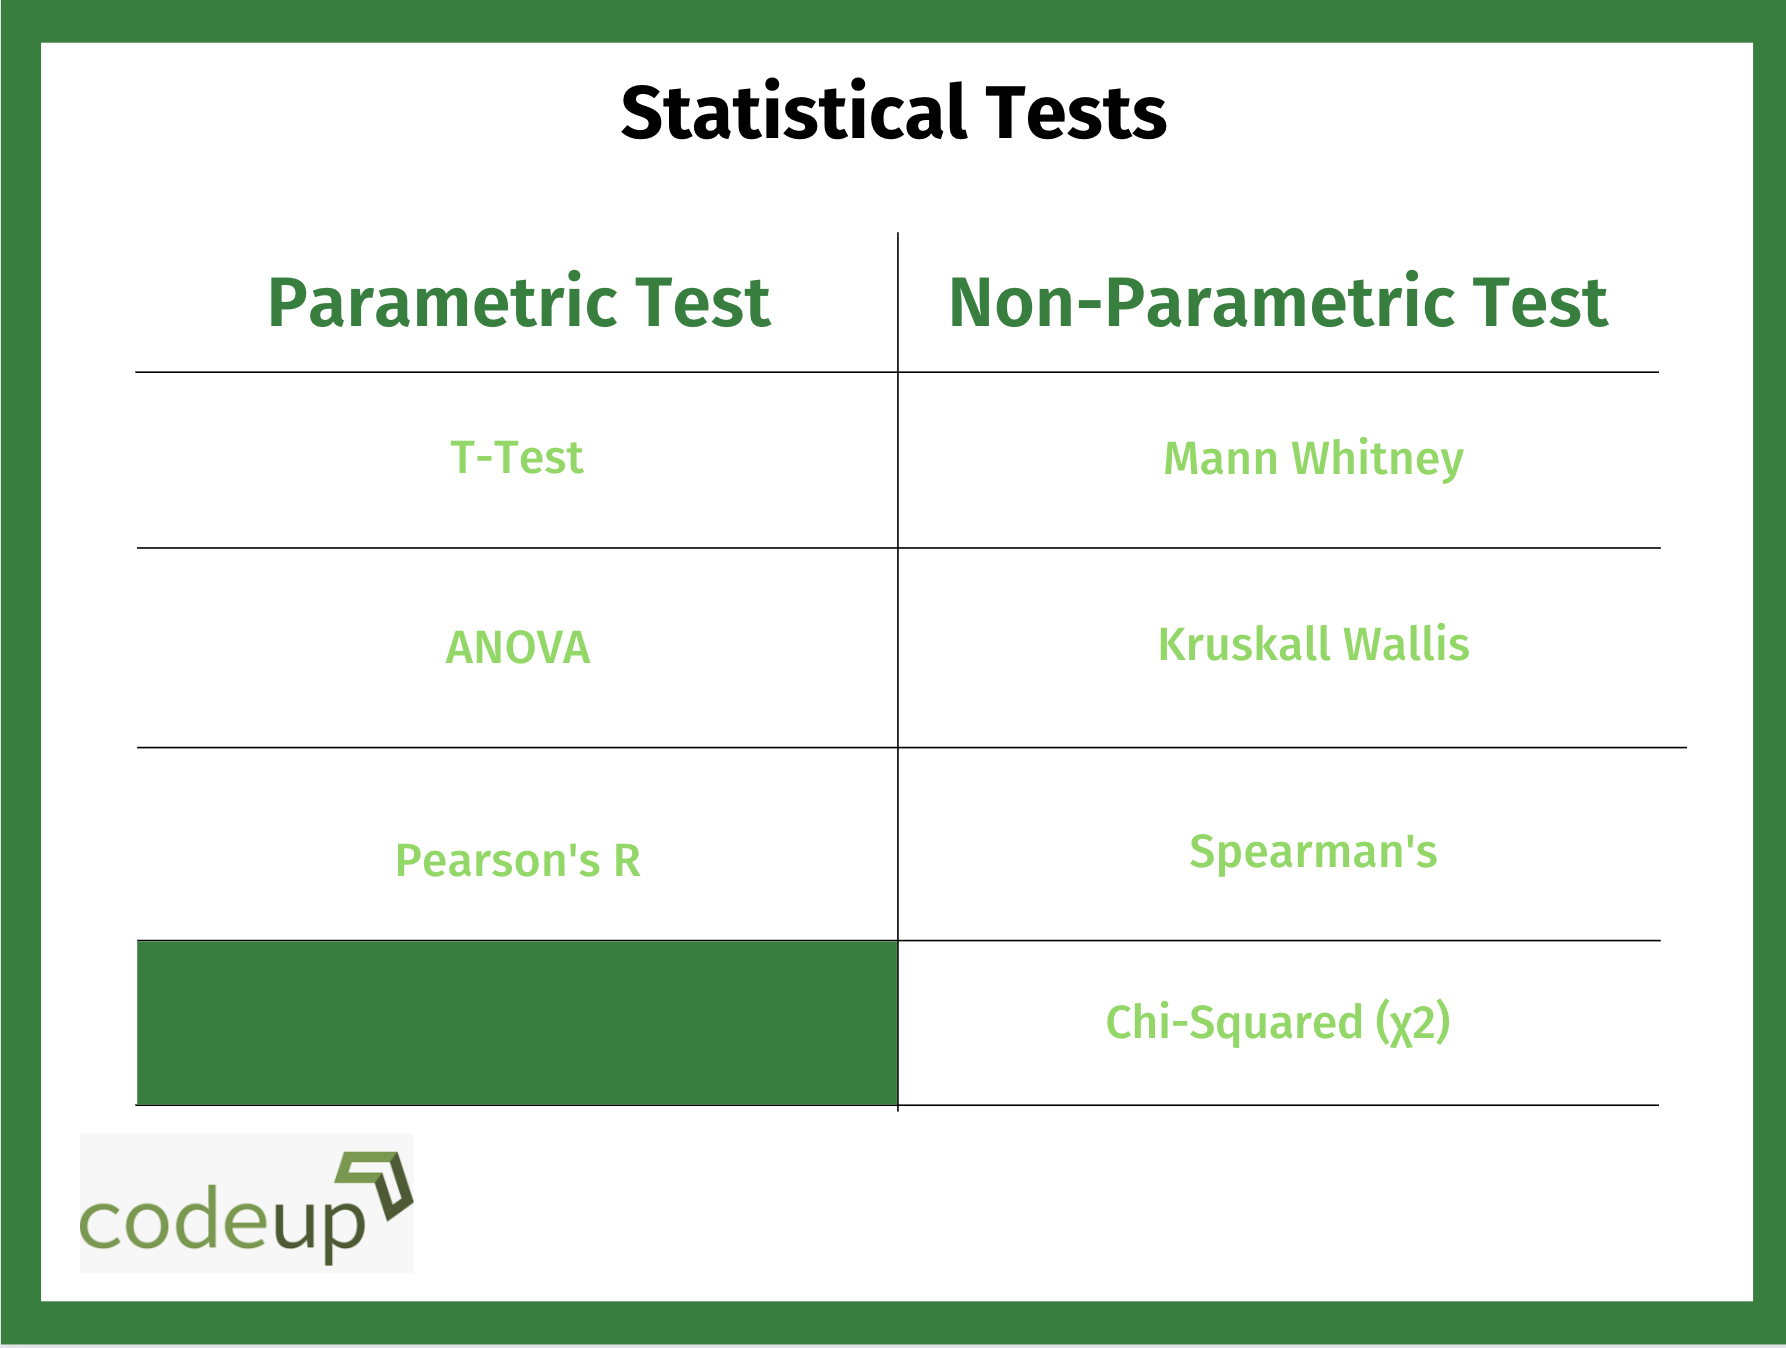 Statistical Tests
Parametric Test
Non-Parametric Test
T-Test
Mann Whitney
ANOVA
Kruskall Wallis
Pearson's R
Spearman's
Chi-Squared (χ2)
codeup